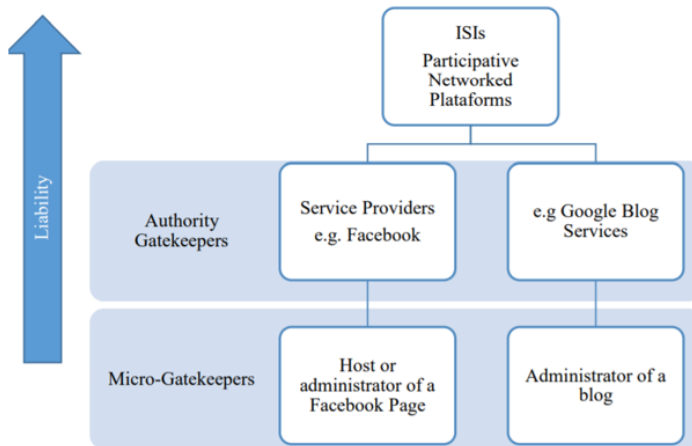 ISIs
Participative
Networked
Plataforms
Liability
Authority
Gatekeepers
Service Providers
e.g. Facebook
e.g Google Blog
Services
Micro-Gatekeepers
Host or
administrator of a
Facebook Page
Administrator of a
blog